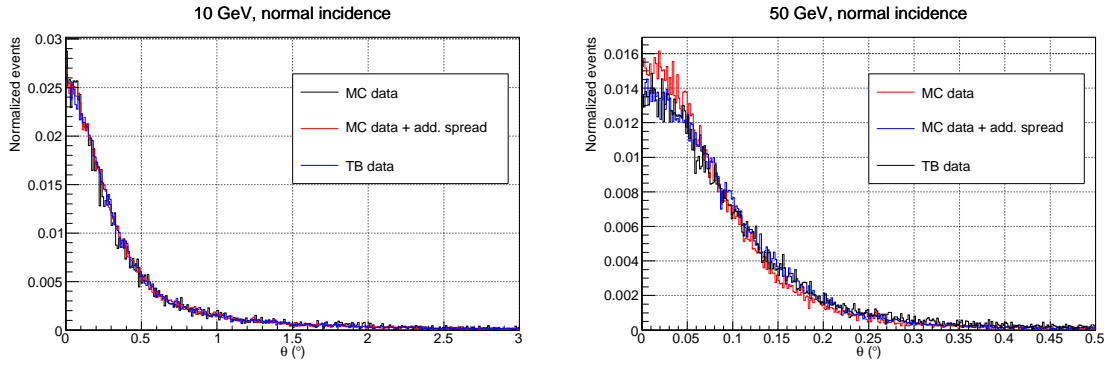 10 GeV, normal incidence
Normalized events
0.03
0.025
0.02
0.015
0.01
0.005
0
MC data
MC data + add. spread
TB data
0 0.5 1 1.5 2 2.5 3
θ (°)
50 GeV, normal incidence
Normalized events
0.016
0.014
0.012
0.01
0.008
0.006
0.004
0.002
0
MC data
MC data + add. spread
TB data
0 0.05 0.1 0.15 0.2 0.25 0.3 0.35 0.4 0.45 0.5
θ (°)